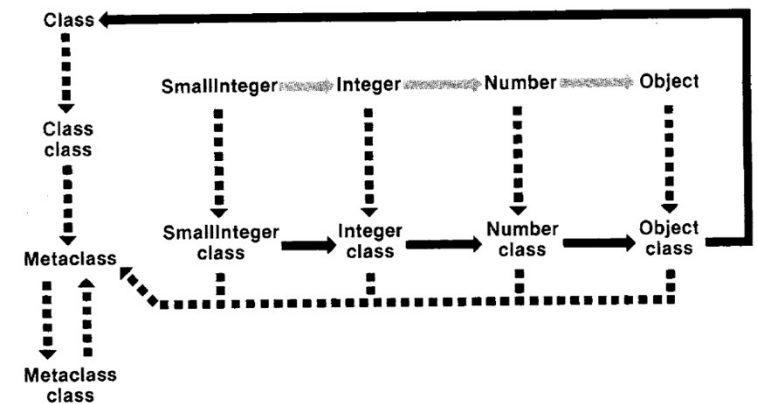 Class
SmallInteger Integer Number Object
Class
class
SmallInteger
class
Integer
class
Number
class
Object
class
Metaclass
Metaclass
class